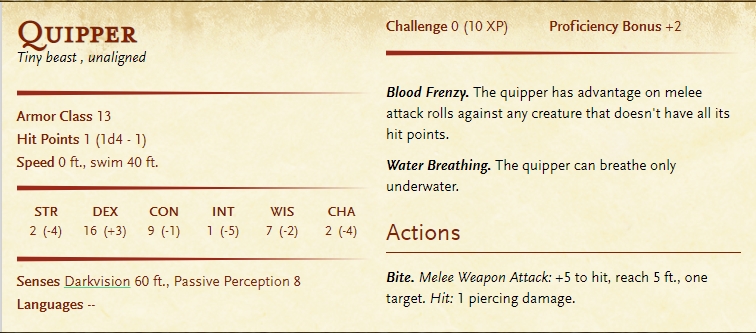 QUIPPER
Tiny beast , unaligned
Armor Class 13
Hit Points 1 (1d4 - 1)
Speed 0 ft., swim 40 ft.
STR DEX CON INT WIS CHA
2 (-4) 16 (+3) 9 (-1) 1 (-5) 7 (-2) 2 (-4)
Senses Darkvision 60 ft., Passive Perception 8
Languages --
Challenge 0 (10 XP) Proficiency Bonus +2
Blood Frenzy. The quipper has advantage on melee
attack rolls against any creature that doesn't have all its
hit points.
Water Breathing. The quipper can breathe only
underwater.
Actions
Bite. Melee Weapon Attack: +5 to hit, reach 5 ft., one
target. Hit: 1 piercing damage.